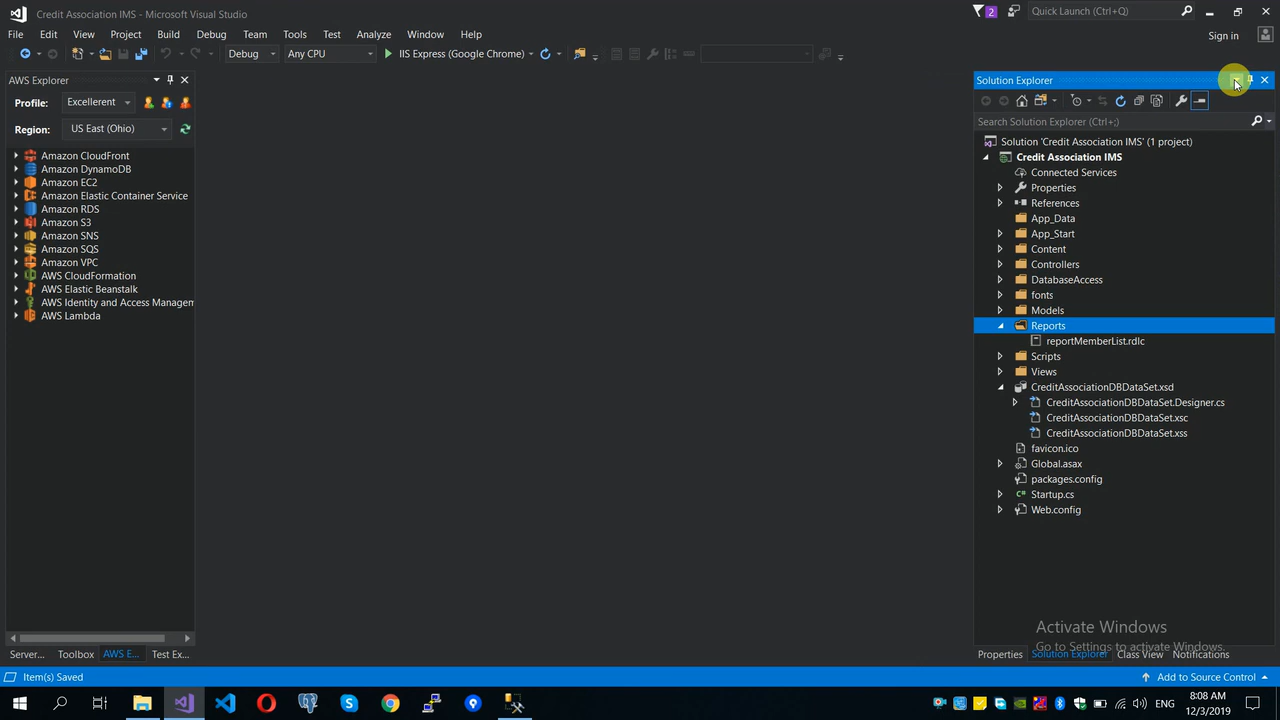 Credit Association IMS - Microsoft Visual Studio
2
Quick Launch (Ctrl+Q)
File Edit View Project Build Debug Team Tools Test Analyze Window Help
Sign in
Debug Any CPU IIS Express (Google Chrome)
AWS Explorer
Profile: Excellerent
Region: US East (Ohio)
Amazon CloudFront
Amazon DynamoDB
Amazon EC2
Amazon Elastic Container Service
Amazon RDS
Amazon S3
Amazon SNS
Amazon SQS
Amazon VPC
AWS CloudFormation
AWS Elastic Beanstalk
AWS Identity and Access Managem
AWS Lambda
Server... Toolbox AWS E... Test Ex...
Solution Explorer
Search Solution Explorer (Ctrl+;)
Solution 'Credit Association IMS' (1 project)
Credit Association IMS
Connected Services
Properties
References
App_Data
App_Start
Content
Controllers
DatabaseAccess
fonts
Models
Reports
reportMemberList.rdlc
Scripts
Views
CreditAssociationDBDataSet.xsd
CreditAssociationDBDataSet.Designer.cs
CreditAssociationDBDataSet.xsc
CreditAssociationDBDataSet.xss
favicon.ico
Global.asax
packages.config
Startup.cs
Web.config
Activate Windows
Go to Settings to activate Windows.
Properties Solution Explorer Class View Notifications
Item(s) Saved
Add to Source Control
ENG
8:08 AM
12/3/2019